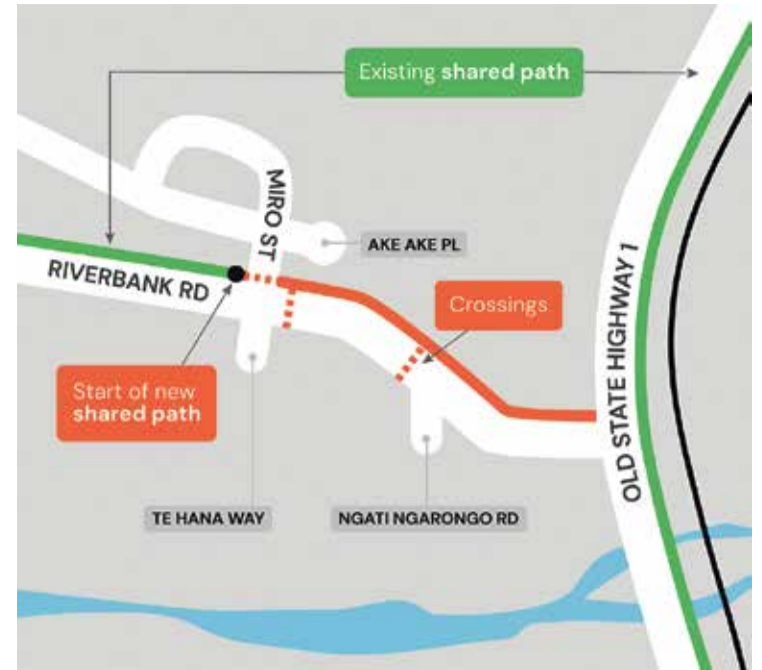 Existing shared path
MIRO ST
AKE AKE PL
RIVERBANK RD
Crossings
Start of new
shared path
OLD STATE HIGHWAY 1
TE HANA WAY
NGATI NGARONGO RD